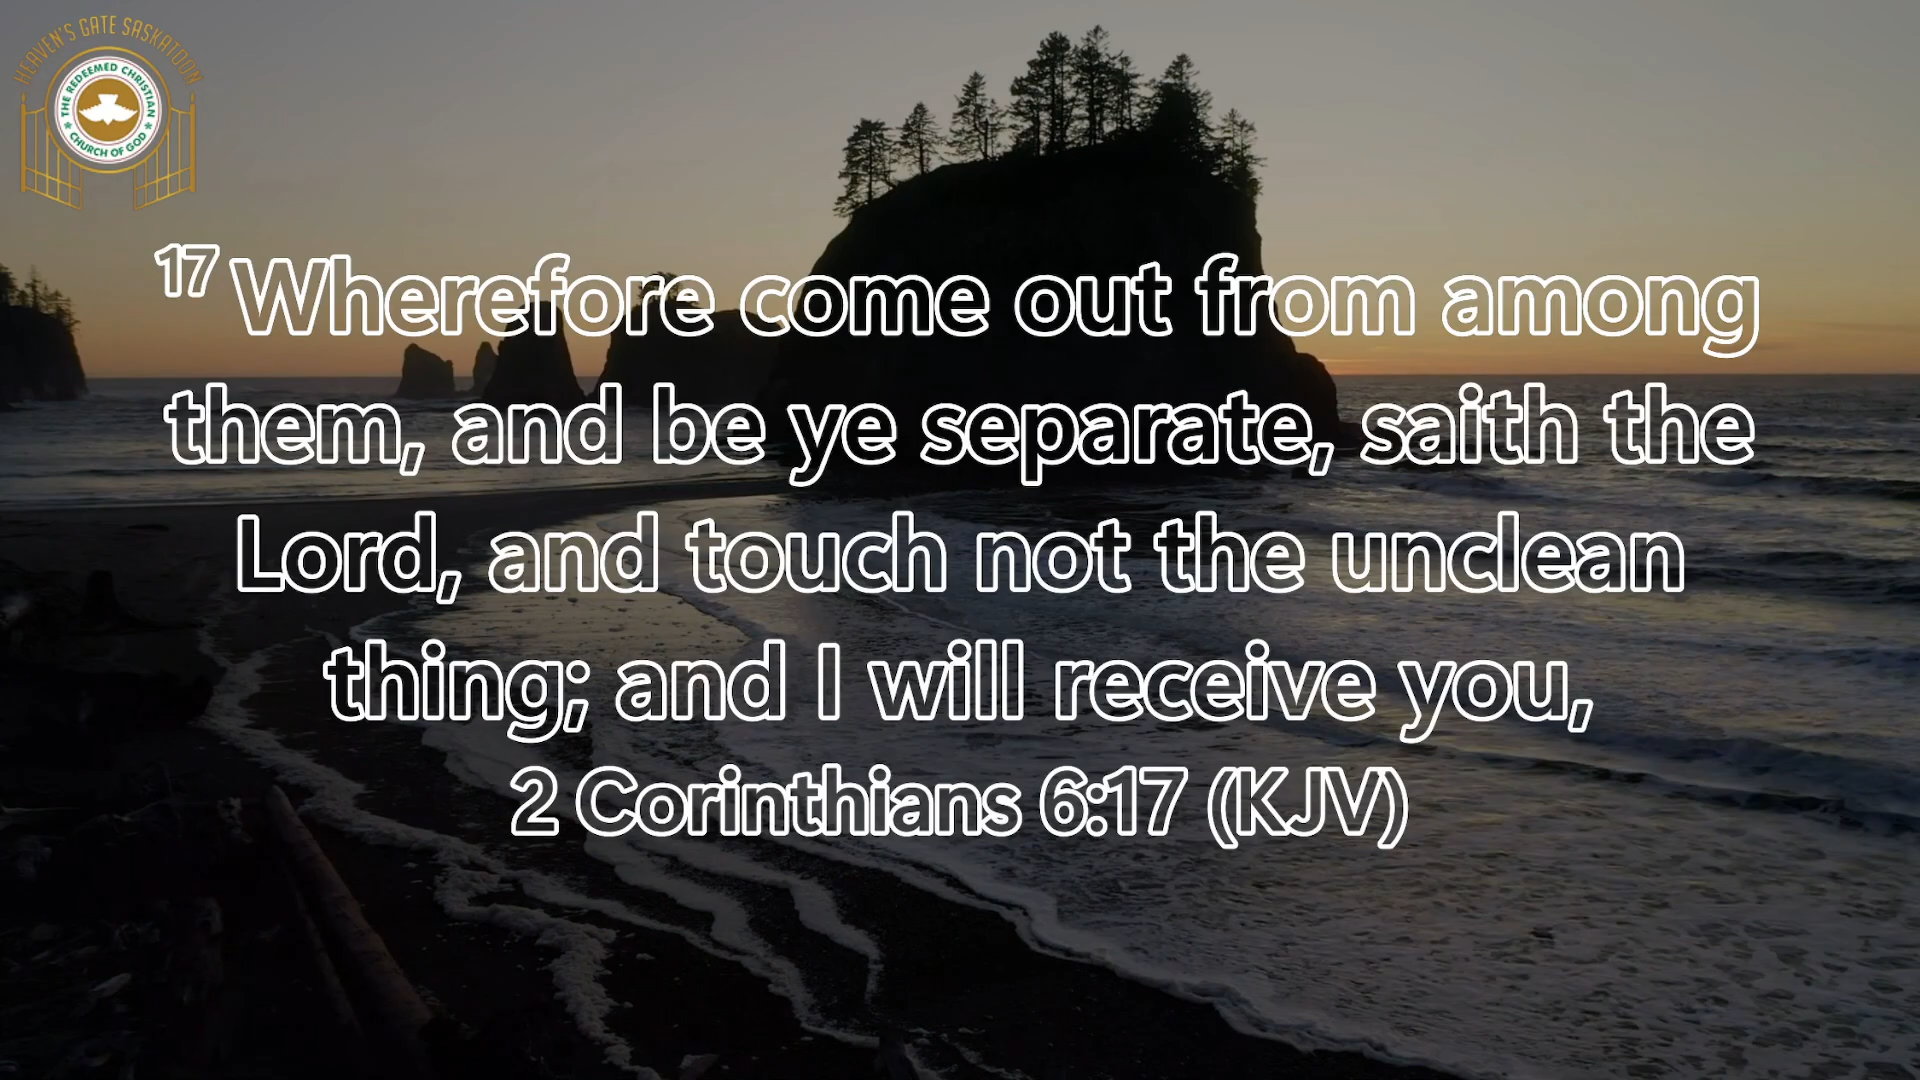 HEAVEN'S GATE SASKATOON
THE REDEEMED CHRISTIAN
CHURCH OF GOD
17 Wherefore come out from among
them, and be ye separate, saith the
Lord, and touch not the unclean
thing; and I will receive you,
2 Corinthians 6:17 (KJV)